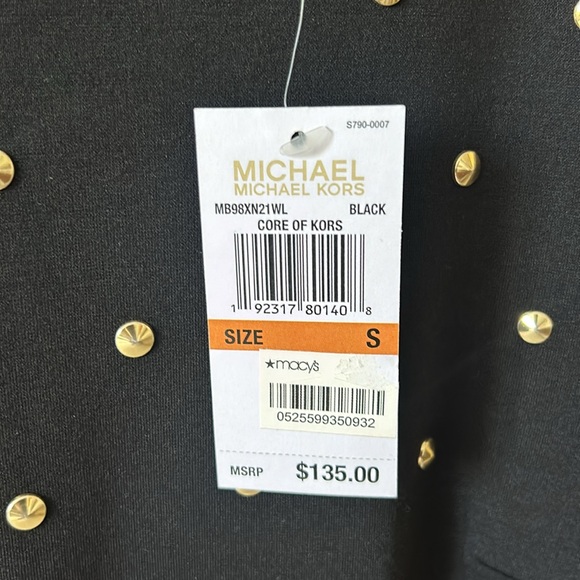 S790-0007
MICHAEL
MICHAEL KORS
MB98XN21WL BLACK
CORE OF KORS
1 92317 80140 8
SIZE S
★macy's
0525599350932
MSRP $135.00